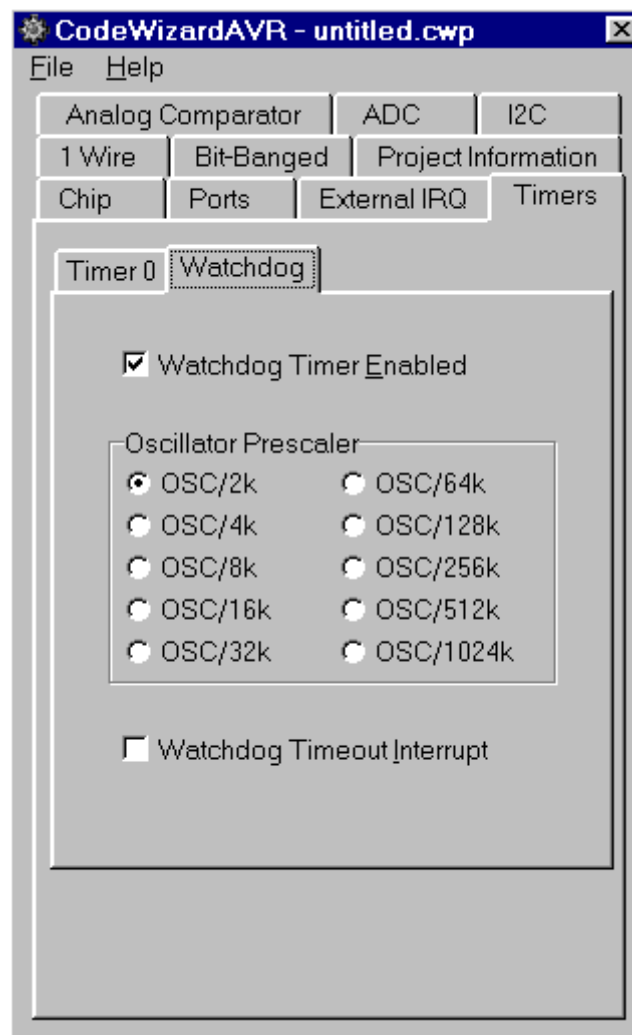 CodeWizardAVR - untitled.cwp
File Help
Analog Comparator ADC I2C
1 Wire Bit-Banged Project Information
Chip Ports External IRQ Timers
Timer 0 Watchdog
Watchdog Timer Enabled
Oscillator Prescaler
OSC/2k OSC/64k
OSC/4k OSC/128k
OSC/8k OSC/256k
OSC/16k OSC/512k
OSC/32k OSC/1024k
Watchdog Timeout Interrupt